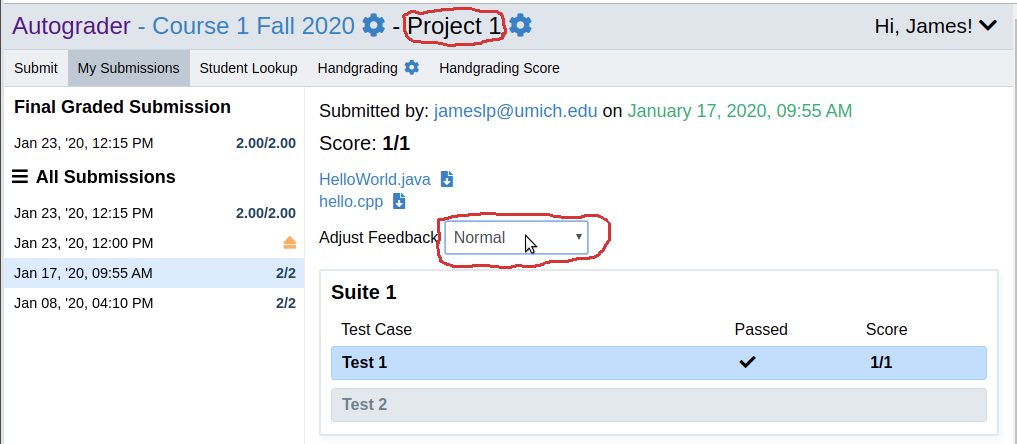 Autograder - Course 1 Fall 2020 - Project 1 Hi, James!
Submit My Submissions Student Lookup Handgrading Handgrading Score
Final Graded Submission
Jan 23, '20, 12:15 PM 2.00/2.00
All Submissions
Jan 23, '20, 12:15 PM 2.00/2.00
Jan 23, '20, 12:00 PM
Jan 17, '20, 09:55 AM 2/2
Jan 08, '20, 04:10 PM 2/2
Submitted by: jameslp@umich.edu on January 17, 2020, 09:55 AM
Score: 1/1
HelloWorld.java
hello.cpp
Adjust Feedback Normal
Suite 1
Test Case Passed Score
Test 1 1/1
Test 2